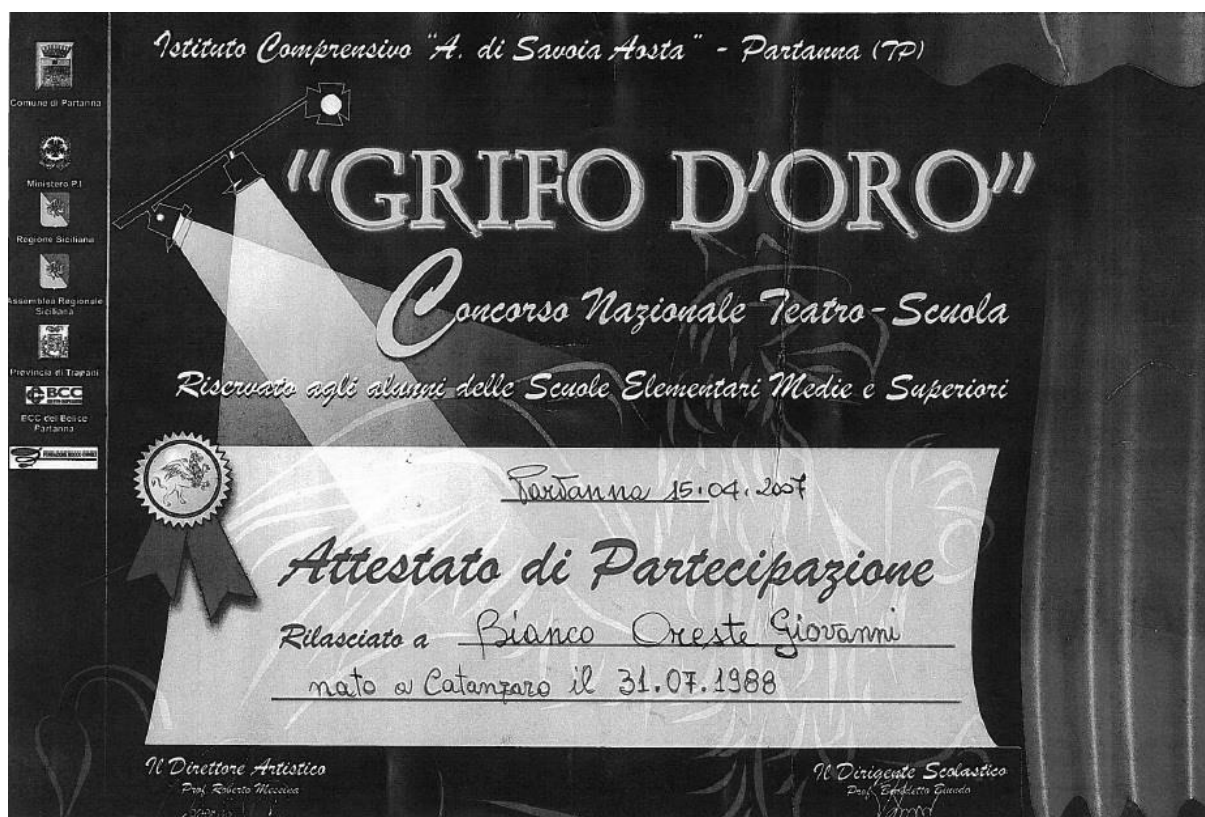 Istituto Comprensivo "A. di Savoia Aosta" - Partanna (TP)
Comune di Partanna
Ministero P.I.
Regione Siciliana
Assemblea Regionale
Siciliana
Provincia di Trapani
BCC
BCC del Belice
Partanna
"GRIFO D'ORO"
Concorso Nazionale Teatro-Scuola
Riservato agli alunni delle Scuole Elementari Medie e Superiori
Partanna 15.04.2007
Attestato di Partecipazione
Rilasciato a Bianco Oreste Giovanni
nato a Catanzaro il 31.07.1988
Il Direttore Artistico
Prof. Roberto Messina
Il Dirigente Scolastico
Prof. Benedetto Biundo